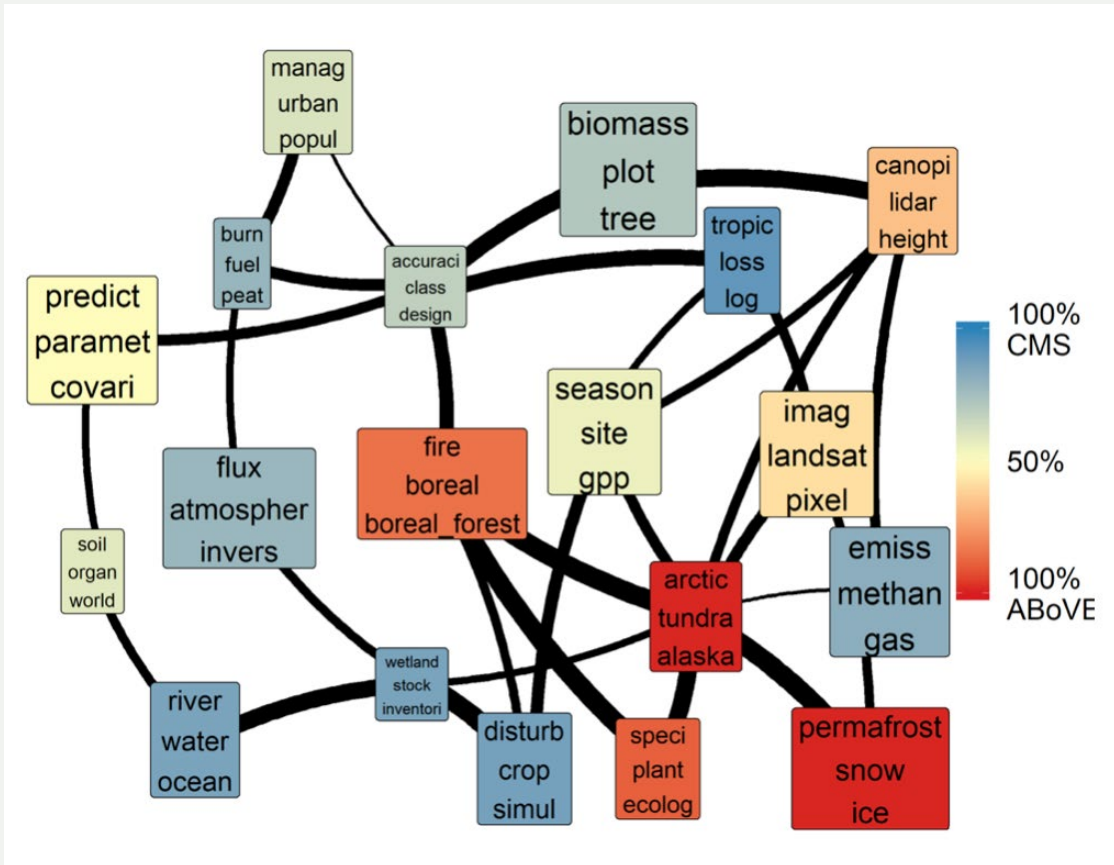 manag
urban
popul
biomass
plot
tree
canopi
lidar
height
burn
fuel
peat
accuraci
class
design
tropic
loss
log
predict
paramet
covari
season
site
gpp
imag
landsat
pixel
100%
CMS
50%
100%
ABoVE
flux
atmospher
invers
fire
boreal
boreal_forest
soil
organ
world
arctic
tundra
alaska
emiss
methan
gas
wetland
stock
inventori
river
water
ocean
disturb
crop
simul
speci
plant
ecolog
permafrost
snow
ice